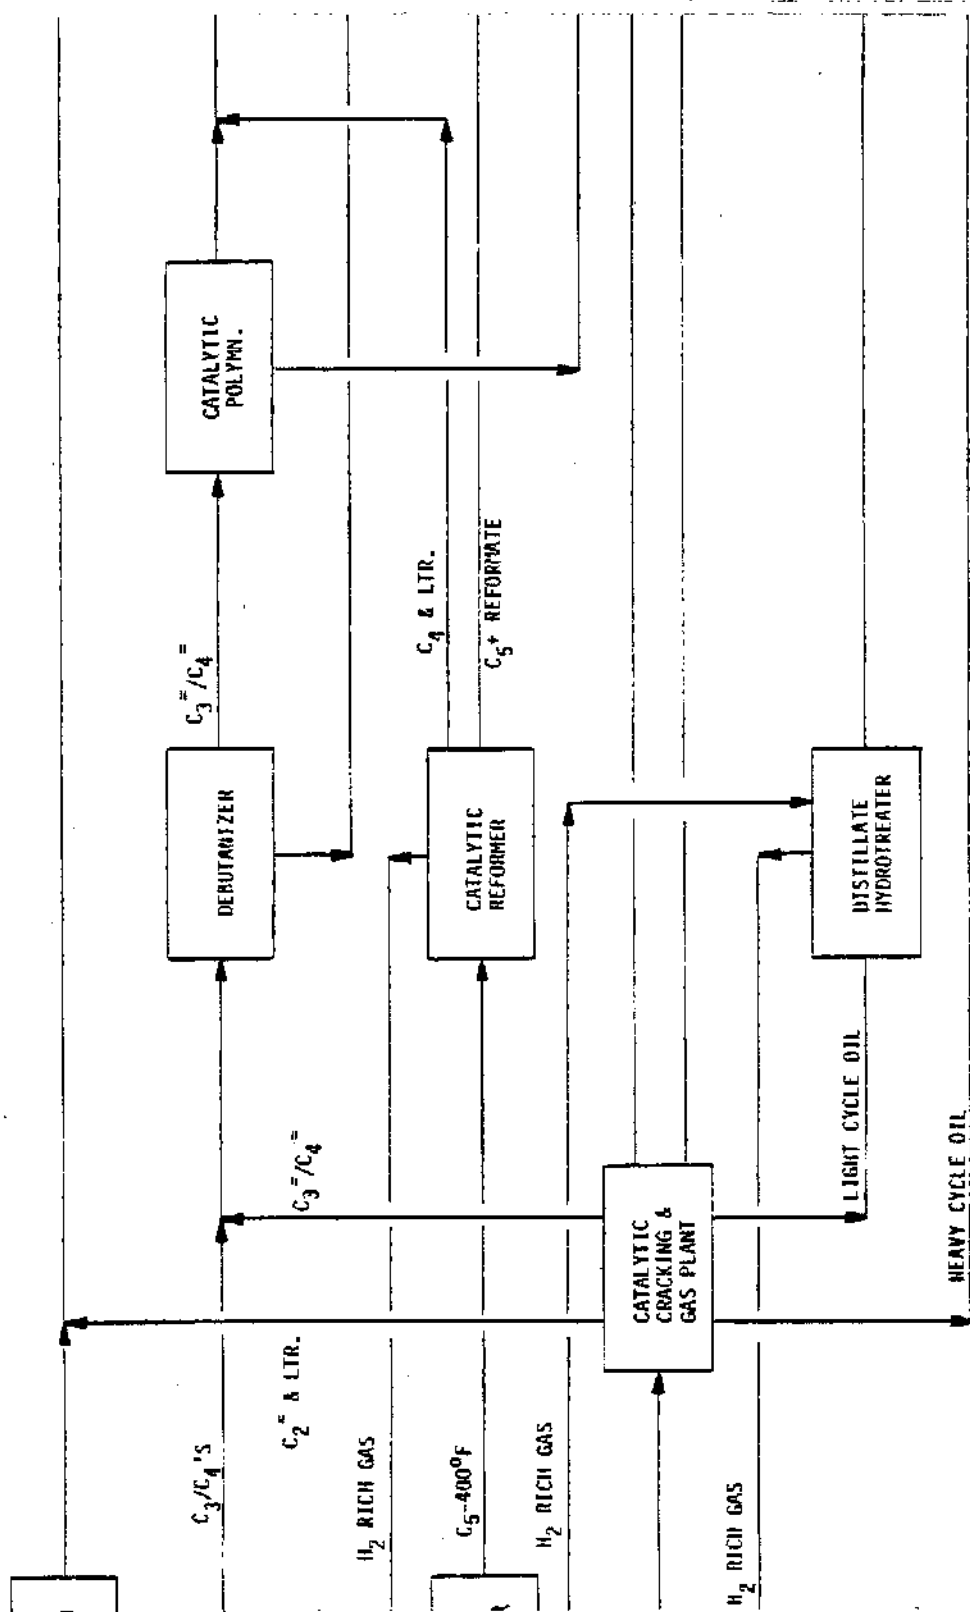 CATALYTIC
POLYMN.
C3=/C4=
C4 & LTR.
C5+ REFORMATE
DEBUTANIZER
CATALYTIC
REFORMER
DISTILLATE
HYDROTREATER
C3=/C4=
LIGHT CYCLE OIL
CATALYTIC
CRACKING &
GAS PLANT
HEAVY CYCLE OIL
C3/C4'S
C2= & LTR.
H2 RICH GAS
C5-400°F
H2 RICH GAS
H2 RICH GAS